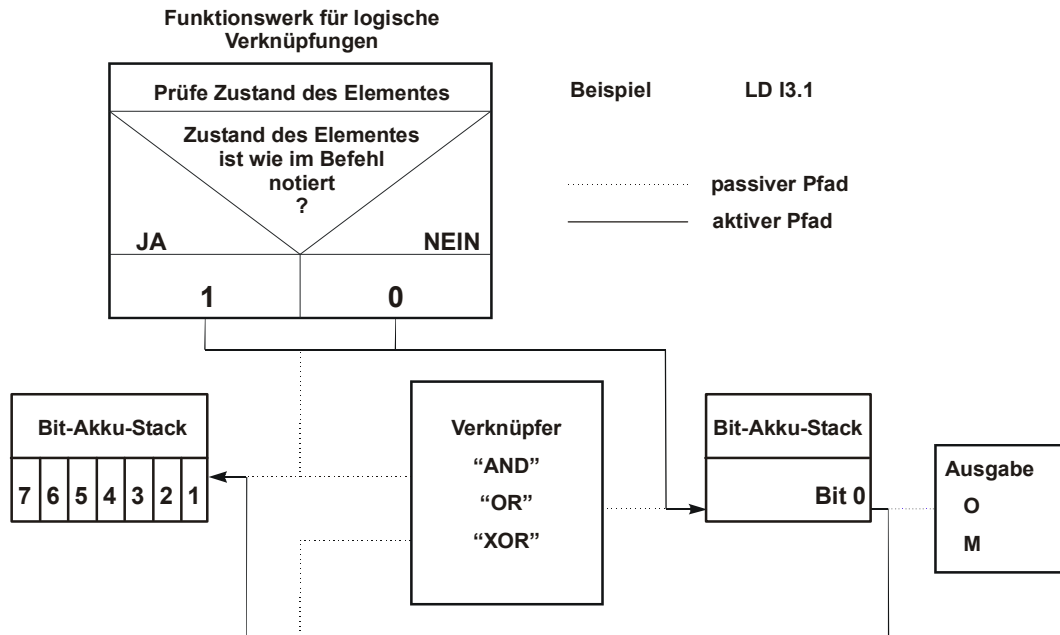 Funktionswerk für logische
Verknüpfungen
Prüfe Zustand des Elementes
Zustand des Elementes
ist wie im Befehl
notiert
?
JA
NEIN
1
0
Beispiel LD I3.1
passiver Pfad
aktiver Pfad
Bit-Akku-Stack
7 6 5 4 3 2 1
Verknüpfer
“AND”
“OR”
“XOR”
Bit-Akku-Stack
Bit 0
Ausgabe
O
M